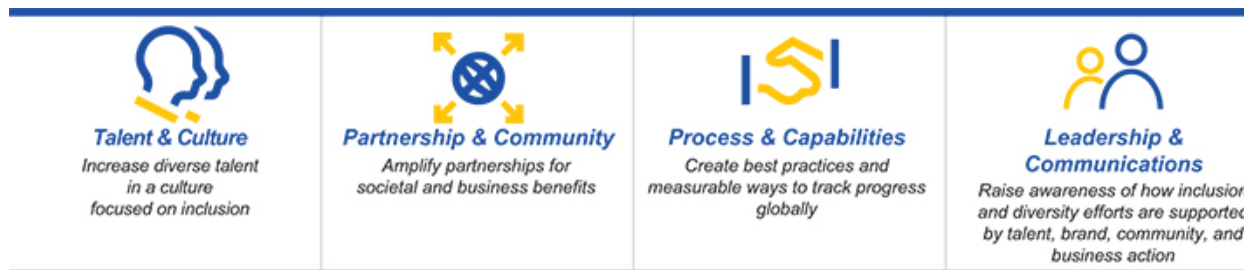 Talent & Culture
Increase diverse talent
in a culture
focused on inclusion
Partnership & Community
Amplify partnerships for
societal and business benefits
Process & Capabilities
Create best practices and
measurable ways to track progress
globally
Leadership &
Communications
Raise awareness of how inclusion
and diversity efforts are supported
by talent, brand, community, and
business action